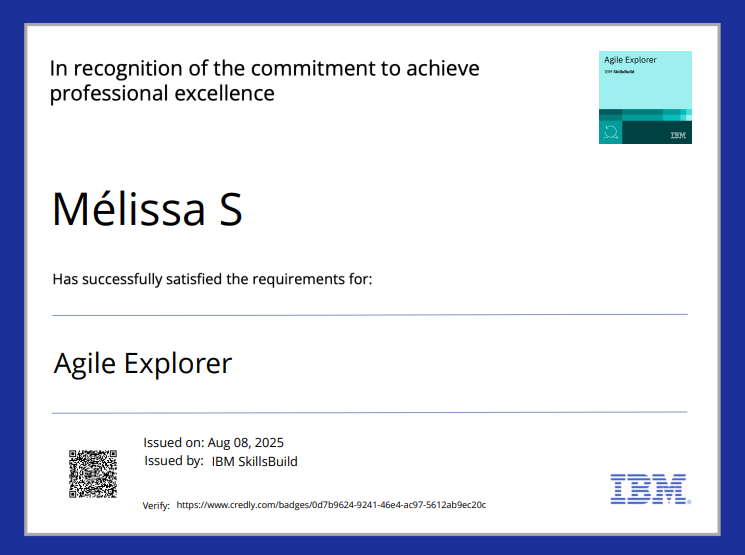 In recognition of the commitment to achieve
professional excellence
Agile Explorer
IBM SkillsBuild
IBM
Mélissa S
Has successfully satisfied the requirements for:
Agile Explorer
Issued on: Aug 08, 2025
Issued by: IBM SkillsBuild
Verify: https://www.credly.com/badges/0d7b9624-9241-46e4-ac97-5612ab9ec20c
IBM®